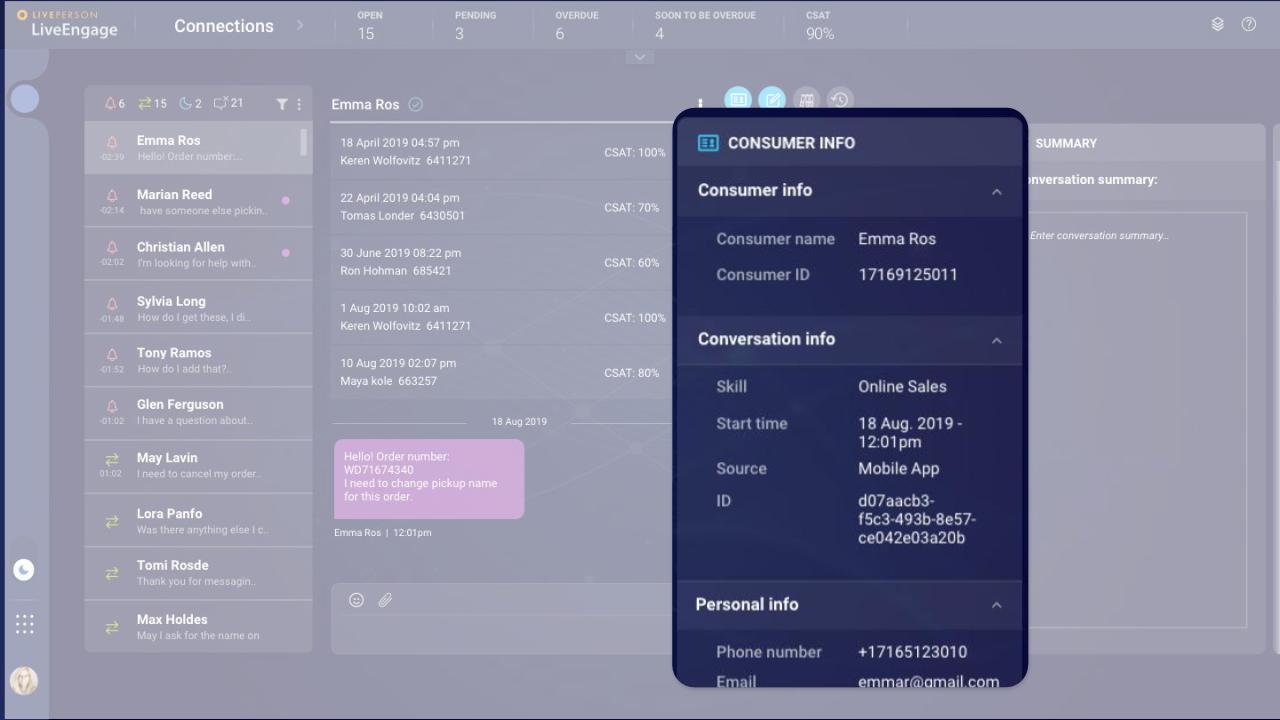 LIVEPERSON
LiveEngage
Connections
OPEN
15
PENDING
3
OVERDUE
6
SOON TO BE OVERDUE
4
CSAT
90%
6 15 2 21
Emma Ros
Hello! Order number:...
-02:39
Marian Reed
have someone else pickin..
-02:14
Christian Allen
I'm looking for help with..
-02:02
Sylvia Long
How do I get these, I di..
-01:48
Tony Ramos
How do I add that?..
-01:52
Glen Ferguson
I have a question about..
-01:02
May Lavin
I need to cancel my order..
01:02
Lora Panfo
Was there anything else I c..
Tomi Rosde
Thank you for messagin..
Max Holdes
May I ask for the name on
Emma Ros
18 April 2019 04:57 pm
Keren Wolfovitz 6411271
CSAT: 100%
22 April 2019 04:04 pm
Tomas Londer 6430501
CSAT: 70%
30 June 2019 08:22 pm
Ron Hohman 685421
CSAT: 60%
1 Aug 2019 10:02 am
Keren Wolfovitz 6411271
CSAT: 100%
10 Aug 2019 02:07 pm
Maya kole 663257
CSAT: 80%
18 Aug 2019
Hello! Order number:
WD71674340
I need to change pickup name
for this order.
Emma Ros | 12:01pm
CONSUMER INFO
Consumer info
Consumer name Emma Ros
Consumer ID 17169125011
Conversation info
Skill Online Sales
Start time 18 Aug. 2019 -
12:01pm
Source Mobile App
ID d07aacb3-
f5c3-493b-8e57-
ce042e03a20b
Personal info
Phone number +17165123010
Email emmar@gmail.com
SUMMARY
onversation summary:
Enter conversation summary...